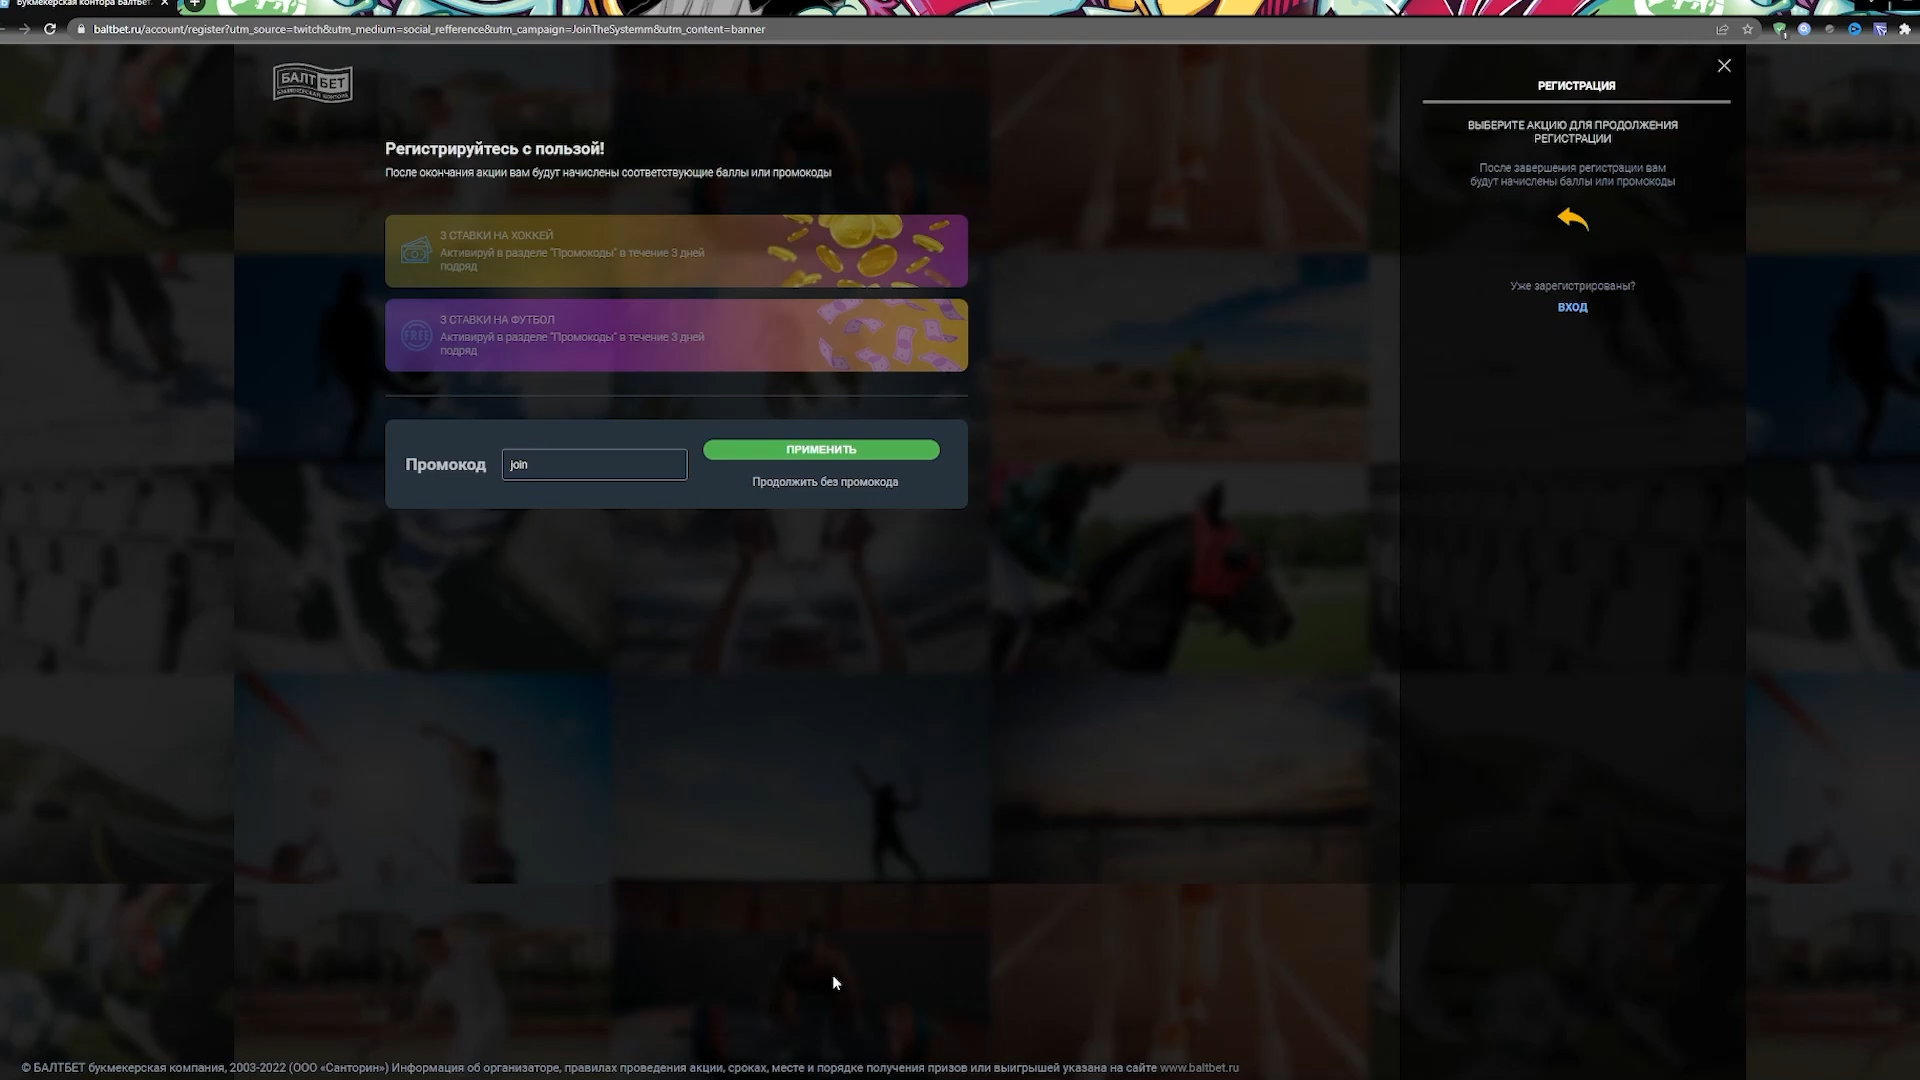 Букмекерская контора Балтбет
baltbet.ru/account/register?utm_source=twitch&utm_medium=social_refference&utm_campaign=JoinTheSystemm&utm_content=banner
БАЛТБЕТ
БУКМЕКЕРСКАЯ КОНТОРА
РЕГИСТРАЦИЯ
ВЫБЕРИТЕ АКЦИЮ ДЛЯ ПРОДОЛЖЕНИЯ
РЕГИСТРАЦИИ
После завершения регистрации вам
будут начислены баллы или промокоды
Уже зарегистрированы?
ВХОД
Регистрируйтесь с пользой!
После окончания акции вам будут начислены соответствующие баллы или промокоды
3 СТАВКИ НА ХОККЕЙ
Активируй в разделе "Промокоды" в течение 3 дней
подряд
FREE
3 СТАВКИ НА ФУТБОЛ
Активируй в разделе "Промокоды" в течение 3 дней
подряд
Промокод
join
ПРИМЕНИТЬ
Продолжить без промокода
© БАЛТБЕТ букмекерская компания, 2003-2022 (ООО «Санторин») Информация об организаторе, правилах проведения акции, сроках, месте и порядке получения призов или выигрышей указана на сайте www.baltbet.ru